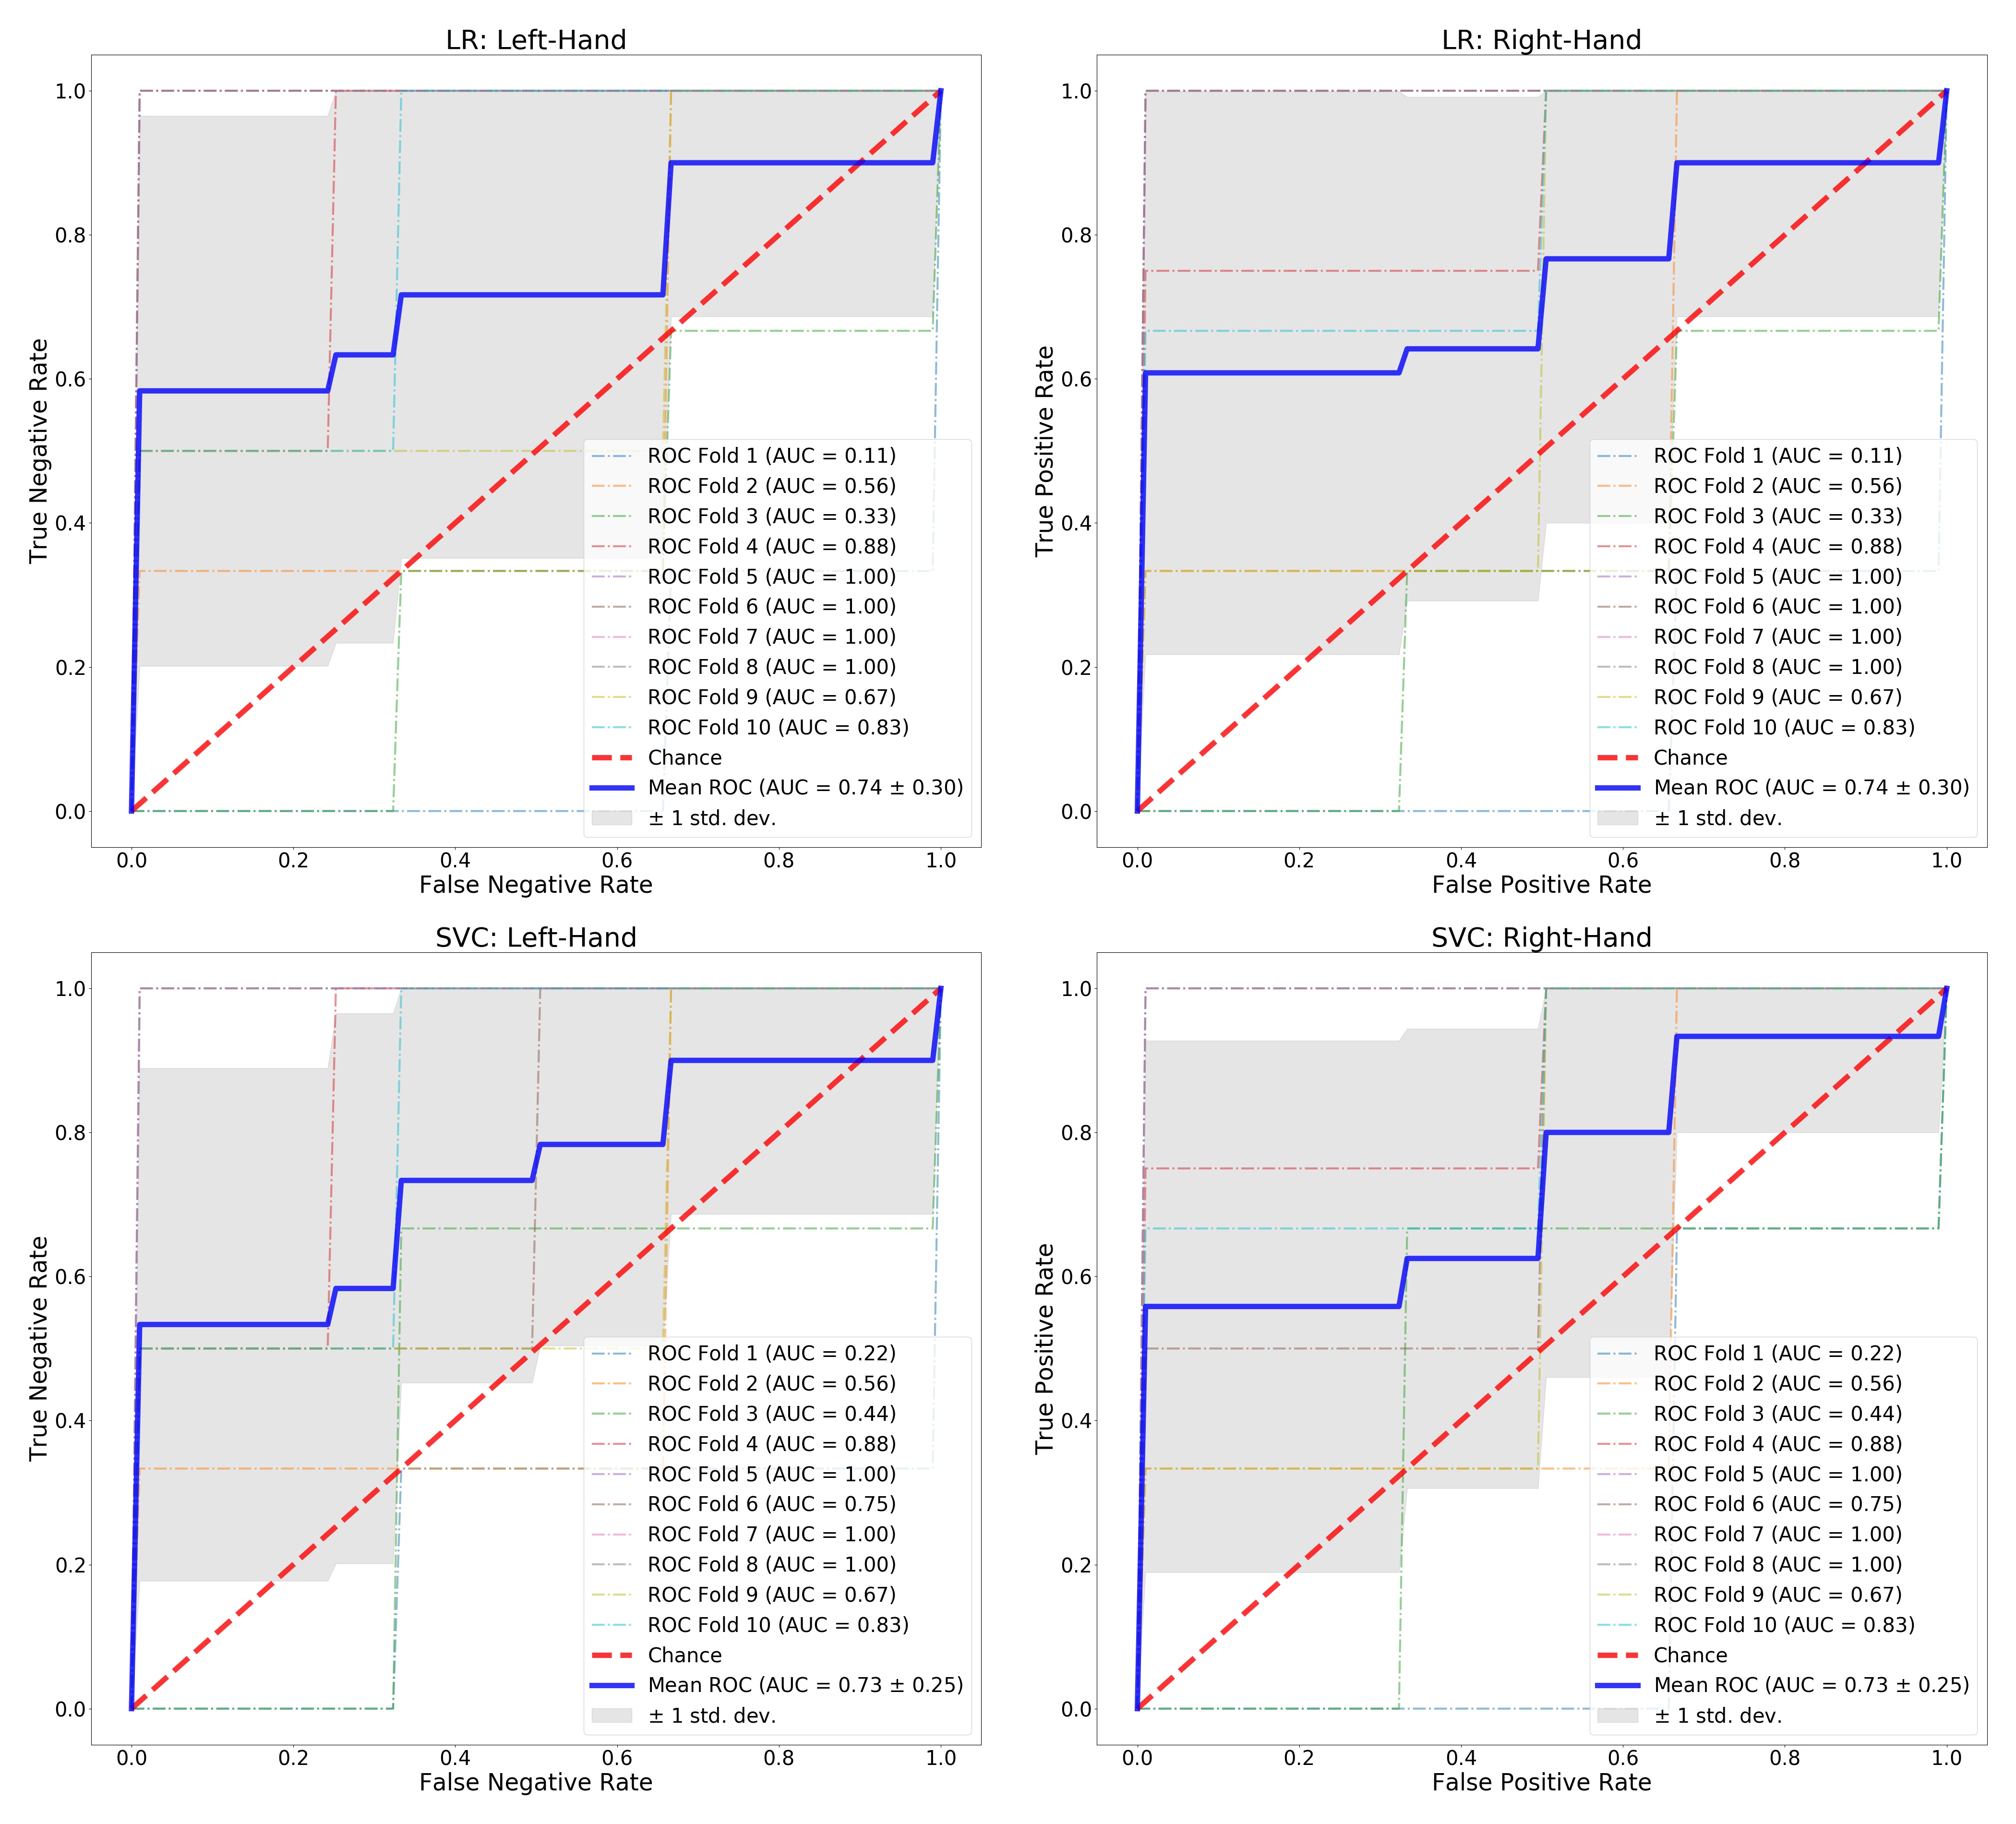 LR: Left-Hand
True Negative Rate
1.0
0.8
0.6
0.4
0.2
0.0
ROC Fold 1 (AUC = 0.11)
ROC Fold 2 (AUC = 0.56)
ROC Fold 3 (AUC = 0.33)
ROC Fold 4 (AUC = 0.88)
ROC Fold 5 (AUC = 1.00)
ROC Fold 6 (AUC = 1.00)
ROC Fold 7 (AUC = 1.00)
ROC Fold 8 (AUC = 1.00)
ROC Fold 9 (AUC = 0.67)
ROC Fold 10 (AUC = 0.83)
Chance
Mean ROC (AUC = 0.74 ± 0.30)
± 1 std. dev.
0.0 0.2 0.4 0.6 0.8 1.0
False Negative Rate
LR: Right-Hand
True Positive Rate
1.0
0.8
0.6
0.4
0.2
0.0
ROC Fold 1 (AUC = 0.11)
ROC Fold 2 (AUC = 0.56)
ROC Fold 3 (AUC = 0.33)
ROC Fold 4 (AUC = 0.88)
ROC Fold 5 (AUC = 1.00)
ROC Fold 6 (AUC = 1.00)
ROC Fold 7 (AUC = 1.00)
ROC Fold 8 (AUC = 1.00)
ROC Fold 9 (AUC = 0.67)
ROC Fold 10 (AUC = 0.83)
Chance
Mean ROC (AUC = 0.74 ± 0.30)
± 1 std. dev.
0.0 0.2 0.4 0.6 0.8 1.0
False Positive Rate
SVC: Left-Hand
True Negative Rate
1.0
0.8
0.6
0.4
0.2
0.0
ROC Fold 1 (AUC = 0.22)
ROC Fold 2 (AUC = 0.56)
ROC Fold 3 (AUC = 0.44)
ROC Fold 4 (AUC = 0.88)
ROC Fold 5 (AUC = 1.00)
ROC Fold 6 (AUC = 0.75)
ROC Fold 7 (AUC = 1.00)
ROC Fold 8 (AUC = 1.00)
ROC Fold 9 (AUC = 0.67)
ROC Fold 10 (AUC = 0.83)
Chance
Mean ROC (AUC = 0.73 ± 0.25)
± 1 std. dev.
0.0 0.2 0.4 0.6 0.8 1.0
False Negative Rate
SVC: Right-Hand
True Positive Rate
1.0
0.8
0.6
0.4
0.2
0.0
ROC Fold 1 (AUC = 0.22)
ROC Fold 2 (AUC = 0.56)
ROC Fold 3 (AUC = 0.44)
ROC Fold 4 (AUC = 0.88)
ROC Fold 5 (AUC = 1.00)
ROC Fold 6 (AUC = 0.75)
ROC Fold 7 (AUC = 1.00)
ROC Fold 8 (AUC = 1.00)
ROC Fold 9 (AUC = 0.67)
ROC Fold 10 (AUC = 0.83)
Chance
Mean ROC (AUC = 0.73 ± 0.25)
± 1 std. dev.
0.0 0.2 0.4 0.6 0.8 1.0
False Positive Rate